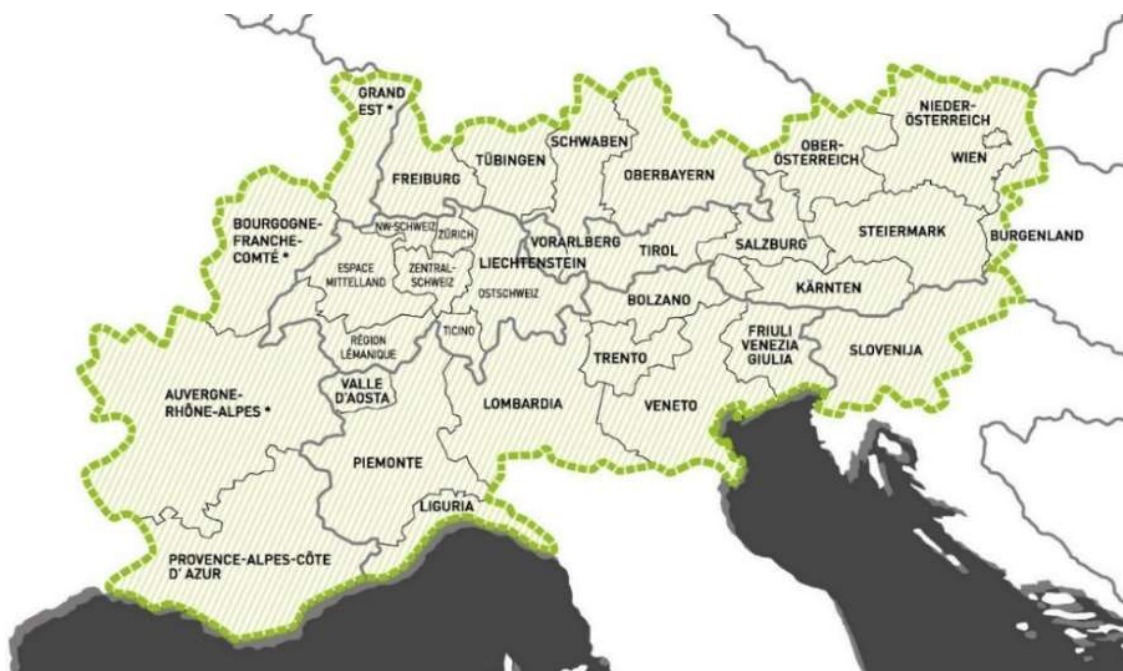 GRAND
EST *
NIEDER-
ÖSTERREICH
SCHWABEN
OBER-
ÖSTERREICH
WIEN
TÜBINGEN
FREIBURG
OBERBAYERN
BOURGOGNE-
FRANCHE-
COMTÉ *
NW-SCHWEIZ
ZÜRICH
VORARLBERG
TIROL
SALZBURG
STEIERMARK
BURGENLAND
LIECHTENSTEIN
ESPACE
MITTELLAND
ZENTRAL-
SCHWEIZ
OSTSCHWEIZ
BOLZANO
KÄRNTEN
TICINO
RÉGION
LÉMANIQUE
TRENTO
FRIULI
VENEZIA
GIULIA
SLOVENIJA
VALLE
D'AOSTA
AUVERGNE-
RHÔNE-ALPES *
LOMBARDIA
VENETO
PIEMONTE
LIGURIA
PROVENCE-ALPES-CÔTE
D' AZUR